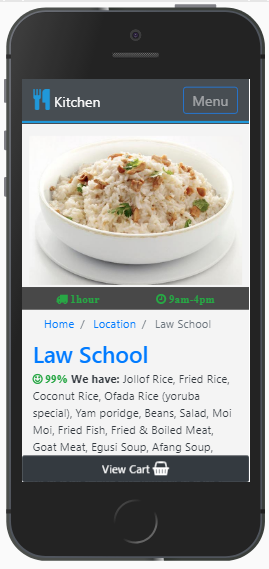 Kitchen Menu
1hour 9am-4pm
Home / Location / Law School
Law School
99% We have: Jollof Rice, Fried Rice,
Coconut Rice, Ofada Rice (yoruba
special), Yam poridge, Beans, Salad, Moi
Moi, Fried Fish, Fried & Boiled Meat,
Goat Meat, Egusi Soup, Afang Soup,
View Cart